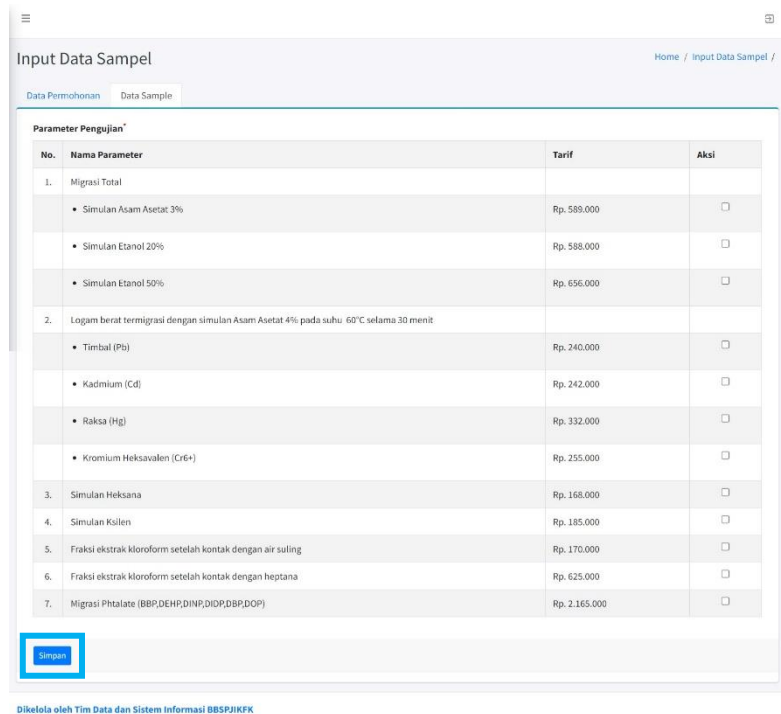 Input Data Sampel
Home / Input Data Sampel /
Data Permohonan Data Sample
Parameter Pengujian*
No. Nama Parameter Tarif Aksi
1. Migrasi Total
• Simulan Asam Asetat 3% Rp. 589.000
• Simulan Etanol 20% Rp. 588.000
• Simulan Etanol 50% Rp. 656.000
2. Logam berat termigrasi dengan simulan Asam Asetat 4% pada suhu 60°C selama 30 menit
• Timbal (Pb) Rp. 240.000
• Kadmium (Cd) Rp. 242.000
• Raksa (Hg) Rp. 332.000
• Kromium Heksavalen (Cr6+) Rp. 255.000
3. Simulan Heksana Rp. 168.000
4. Simulan Ksilen Rp. 185.000
5. Fraksi ekstrak kloroform setelah kontak dengan air suling Rp. 170.000
6. Fraksi ekstrak kloroform setelah kontak dengan heptana Rp. 625.000
7. Migrasi Phtalate (BBP,DEHP,DINP,DIDP,DBP,DOP) Rp. 2.165.000
Simpan
Dikelola oleh Tim Data dan Sistem Informasi BBSPJIKFK